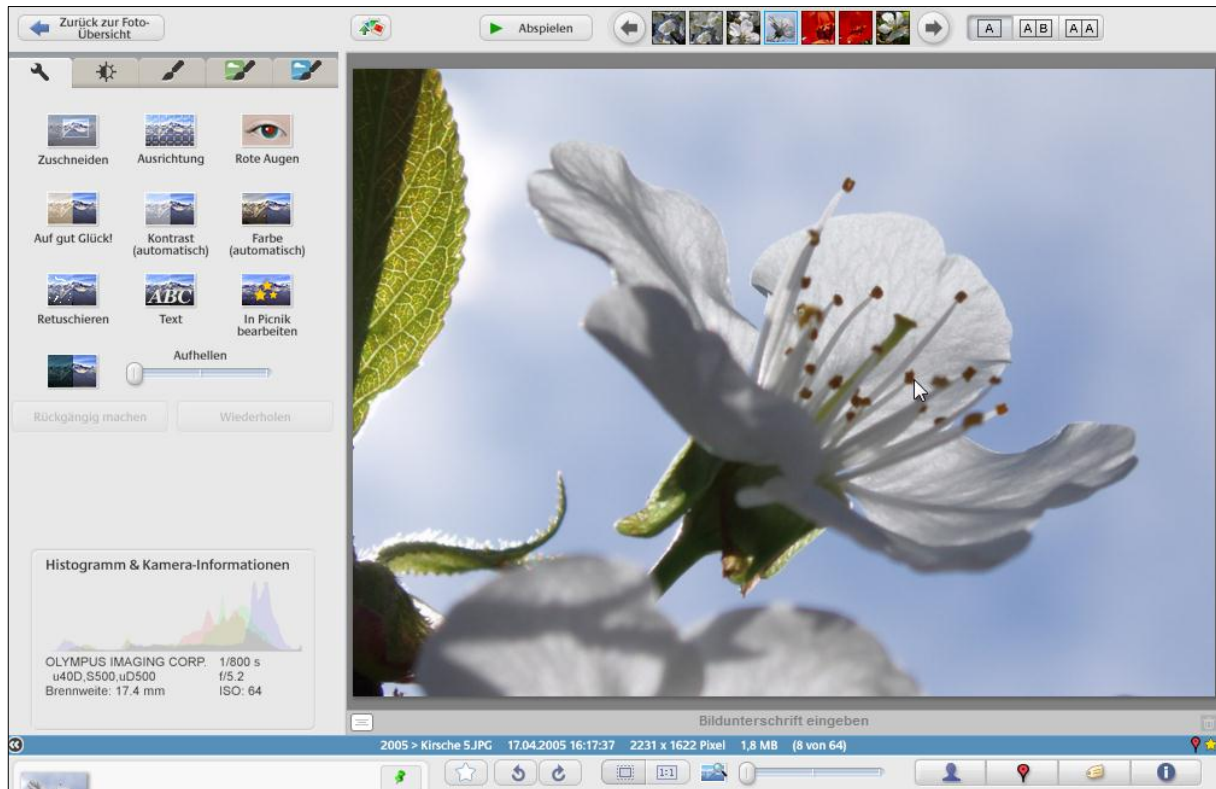 Zurück zur Foto-
Übersicht
Abspielen
A
A B
A A
Zuschneiden
Ausrichtung
Rote Augen
Auf gut Glück!
Kontrast
(automatisch)
Farbe
(automatisch)
ABC
Retuschieren
Text
In Picnik
bearbeiten
Aufhellen
Rückgängig machen
Wiederholen
Histogramm & Kamera-Informationen
OLYMPUS IMAGING CORP. 1/800 s
u40D,S500,uD500 f/5.2
Brennweite: 17.4 mm ISO: 64
Bildunterschrift eingeben
2005 > Kirsche 5.JPG 17.04.2005 16:17:37 2231 x 1622 Pixel 1,8 MB (8 von 64)
1:1